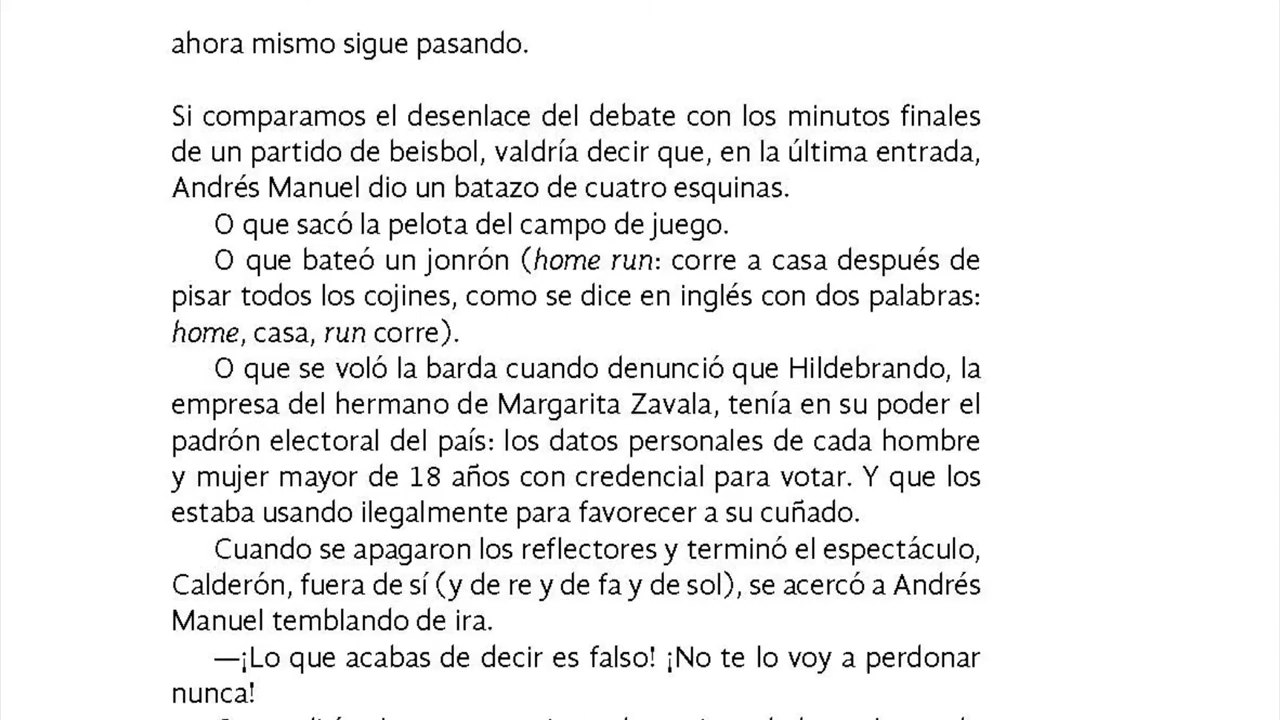 ahora mismo sigue pasando.
Si comparamos el desenlace del debate con los minutos finales
de un partido de beisbol, valdría decir que, en la última entrada,
Andrés Manuel dio un batazo de cuatro esquinas.
O que sacó la pelota del campo de juego.
O que bateó un jonrón (home run: corre a casa después de
pisar todos los cojines, como se dice en inglés con dos palabras:
home, casa, run corre).
O que se voló la barda cuando denunció que Hildebrando, la
empresa del hermano de Margarita Zavala, tenía en su poder el
padrón electoral del país: los datos personales de cada hombre
y mujer mayor de 18 años con credencial para votar. Y que los
estaba usando ilegalmente para favorecer a su cuñado.
Cuando se apagaron los reflectores y terminó el espectáculo,
Calderón, fuera de sí (y de re y de fa y de sol), se acercó a Andrés
Manuel temblando de ira.
—¡Lo que acabas de decir es falso! ¡No te lo voy a perdonar
nunca!